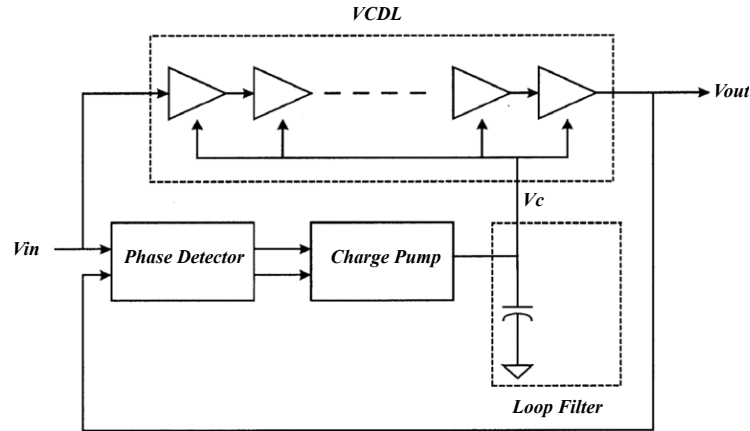 VCDL
Vout
Vc
Vin
Phase Detector
Charge Pump
Loop Filter